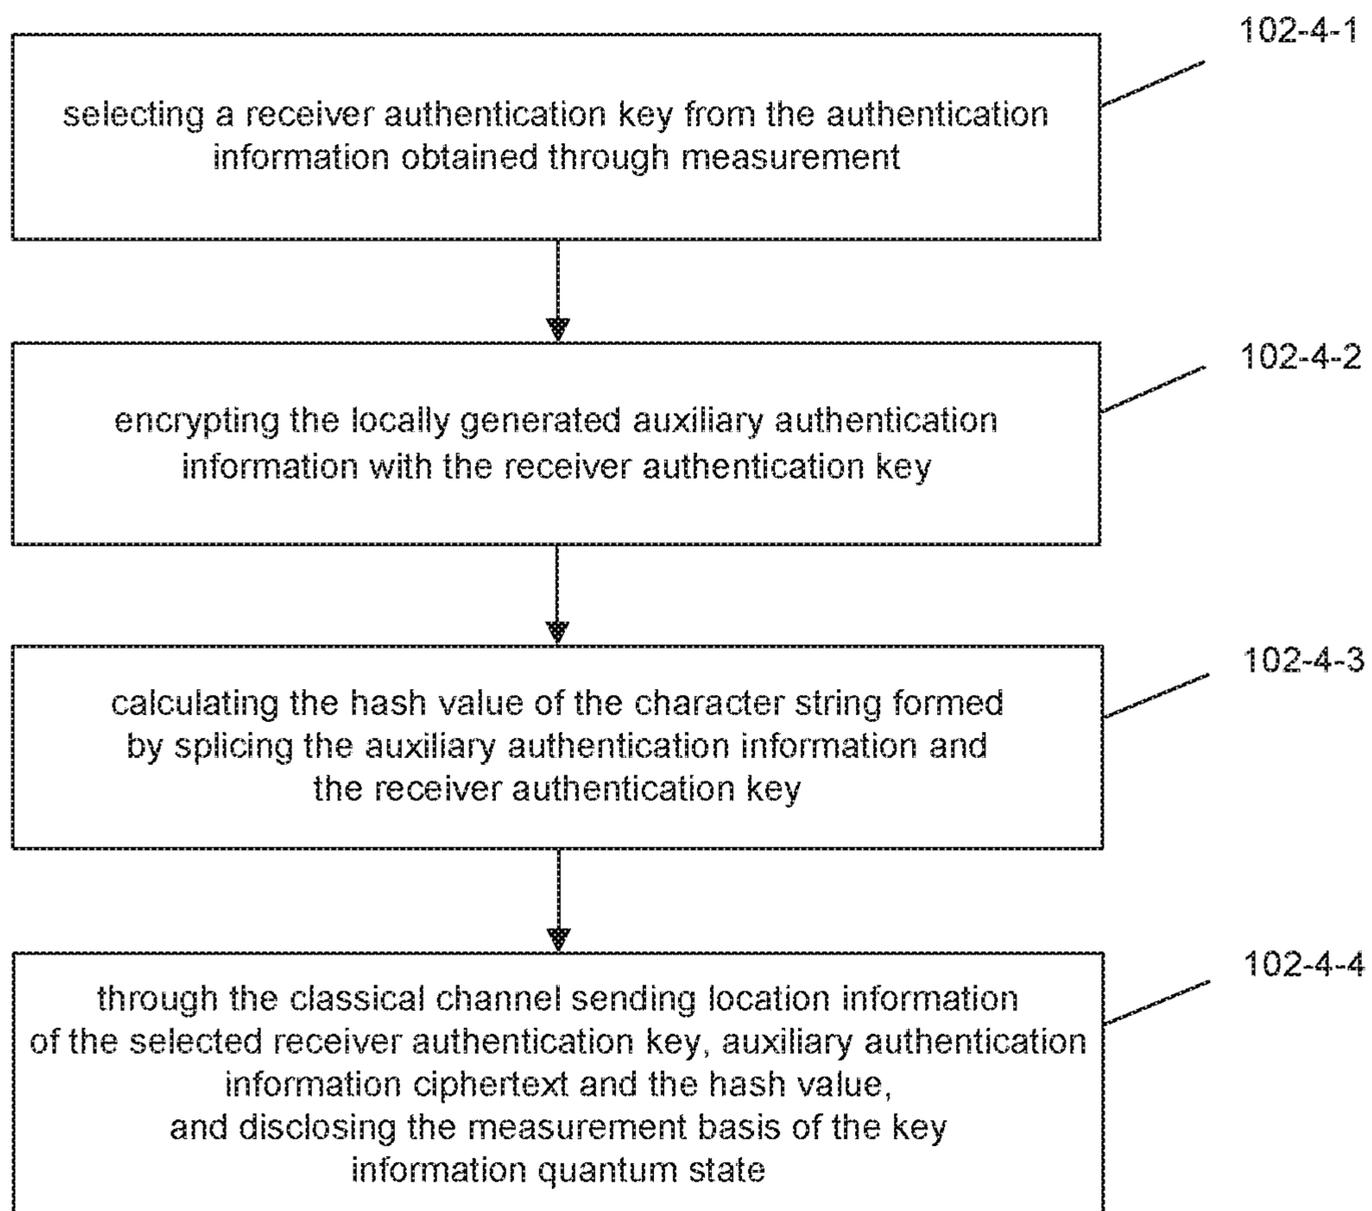 102-4-1
selecting a receiver authentication key from the authentication
information obtained through measurement
102-4-2
encrypting the locally generated auxiliary authentication
information with the receiver authentication key
102-4-3
calculating the hash value of the character string formed
by splicing the auxiliary authentication information and
the receiver authentication key
102-4-4
through the classical channel sending location information
of the selected receiver authentication key, auxiliary authentication
information ciphertext and the hash value,
and disclosing the measurement basis of the key
information quantum state